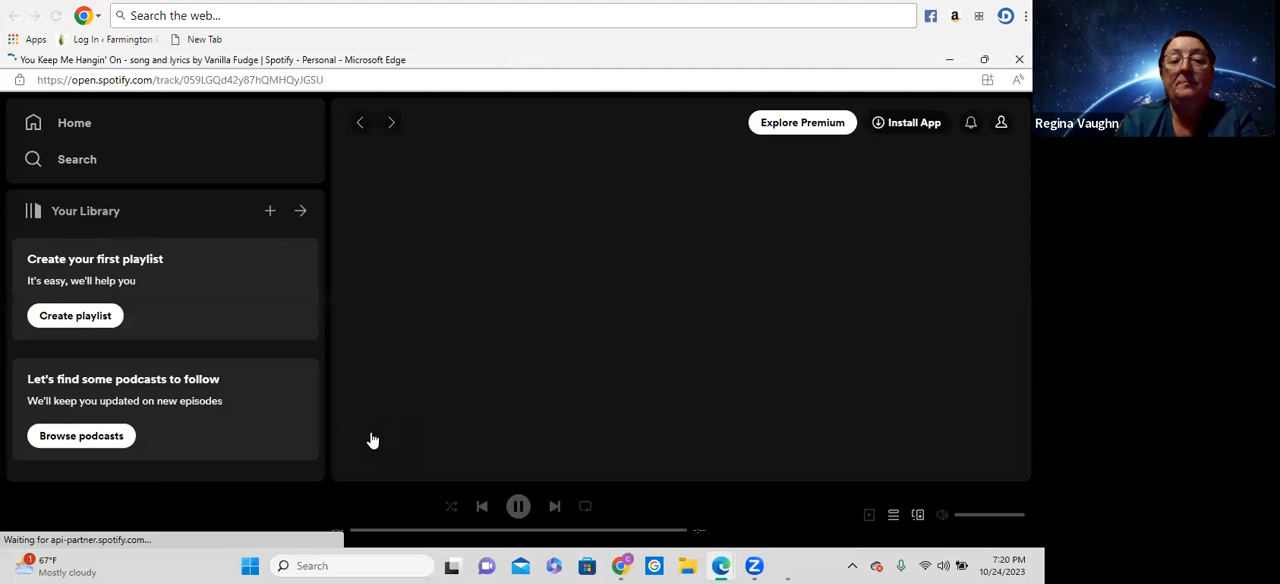 Search the web...
Apps
Log In ‹ Farmington
New Tab
You Keep Me Hangin' On - song and lyrics by Vanilla Fudge | Spotify - Personal - Microsoft Edge
https://open.spotify.com/track/059LGQd42y87hQMHQyJGSU
Regina Vaughn
Home
Search
Explore Premium
Install App
Your Library
Create your first playlist
It's easy, we'll help you
Create playlist
Let's find some podcasts to follow
We'll keep you updated on new episodes
Browse podcasts
-:--
-:--
Waiting for api-partner.spotify.com...
1
67°F
Mostly cloudy
Search
7:20 PM
10/24/2023